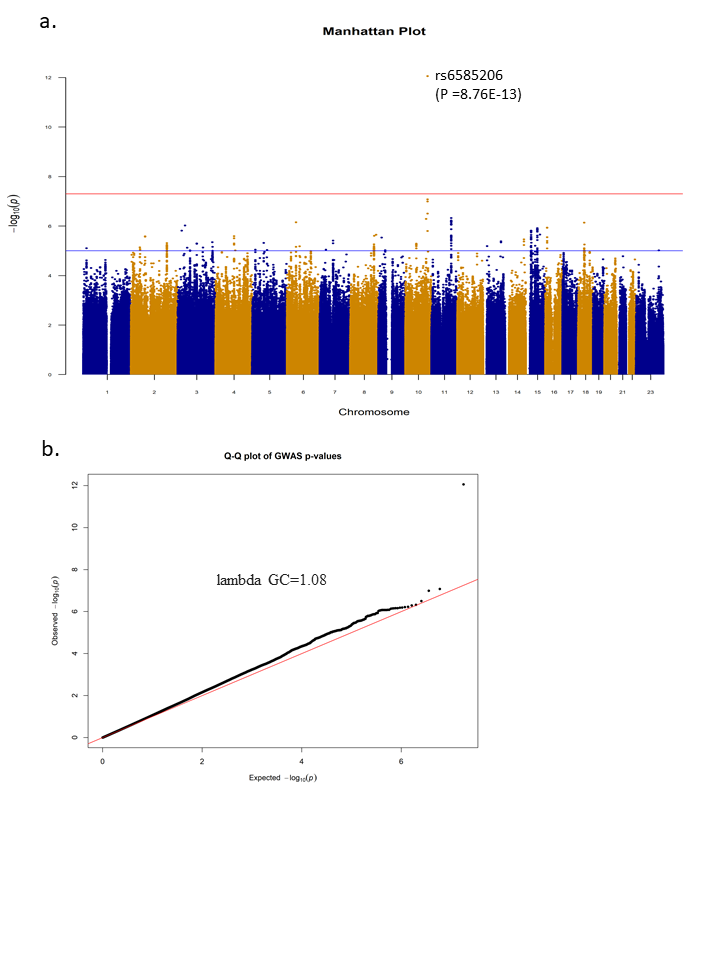 a.
Manhattan Plot
rs6585206
(P =8.76E-13)
12
10
8
6
4
2
0
−log10(p)
1 2 3 4 5 6 7 8 9 10 11 12 13 14 15 16 17 18 19 21 23
Chromosome
b.
Q-Q plot of GWAS p-values
lambda GC=1.08
12
10
8
6
4
2
0
Observed −log10(p)
0 2 4 6
Expected −log10(p)